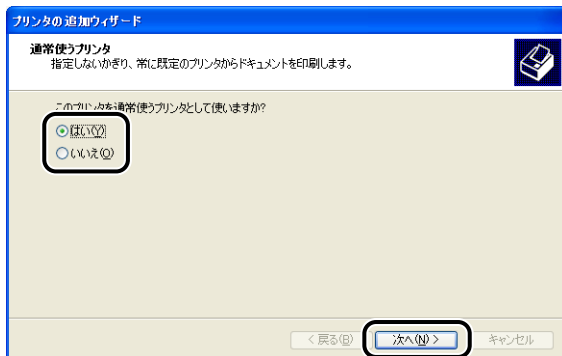 プリンタの追加ウィザード
通常使うプリンタ
指定しないかぎり、常に既定のプリンタからドキュメントを印刷します。
このプリンタを通常使うプリンタとして使いますか?
はい(Y)
いいえ(O)
< 戻る(B)
次へ(N) >
キャンセル